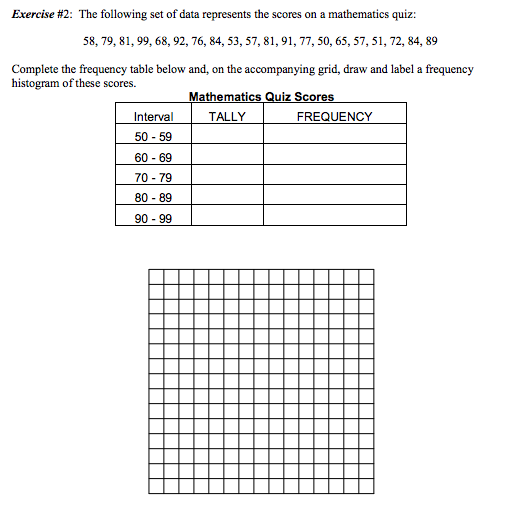 Exercise #2: The following set of data represents the scores on a mathematics quiz:
58, 79, 81, 99, 68, 92, 76, 84, 53, 57, 81, 91, 77, 50, 65, 57, 51, 72, 84, 89
Complete the frequency table below and, on the accompanying grid, draw and label a frequency
histogram of these scores.
Mathematics Quiz Scores
Interval TALLY FREQUENCY
50 - 59
60 - 69
70 - 79
80 - 89
90 - 99